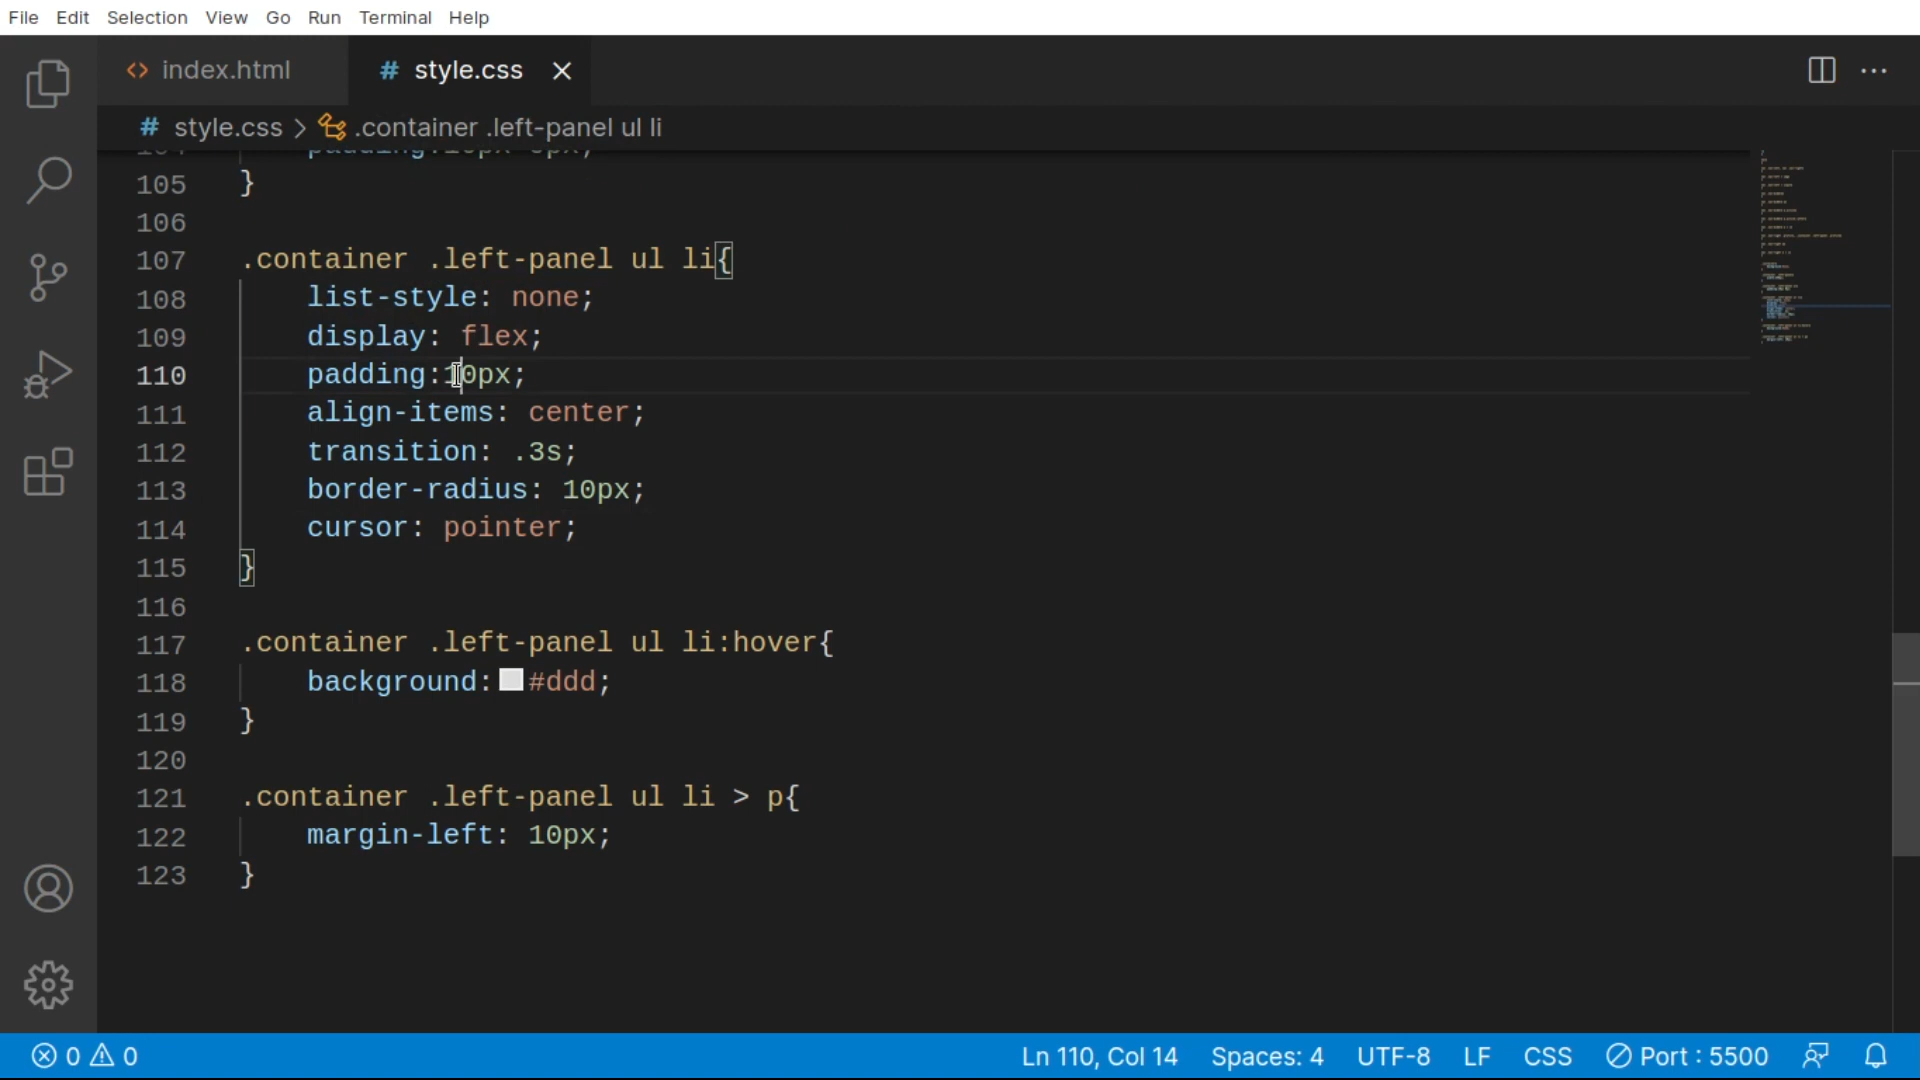 File Edit Selection View Go Run Terminal Help
index.html # style.css
# style.css > .container .left-panel ul li
105 }
106
107 .container .left-panel ul li{
108 list-style: none;
109 display: flex;
110 padding:10px;
111 align-items: center;
112 transition: .3s;
113 border-radius: 10px;
114 cursor: pointer;
115 }
116
117 .container .left-panel ul li:hover{
118 background:#ddd;
119 }
120
121 .container .left-panel ul li > p{
122 margin-left: 10px;
123 }
0 0 Ln 110, Col 14 Spaces: 4 UTF-8 LF CSS Port : 5500